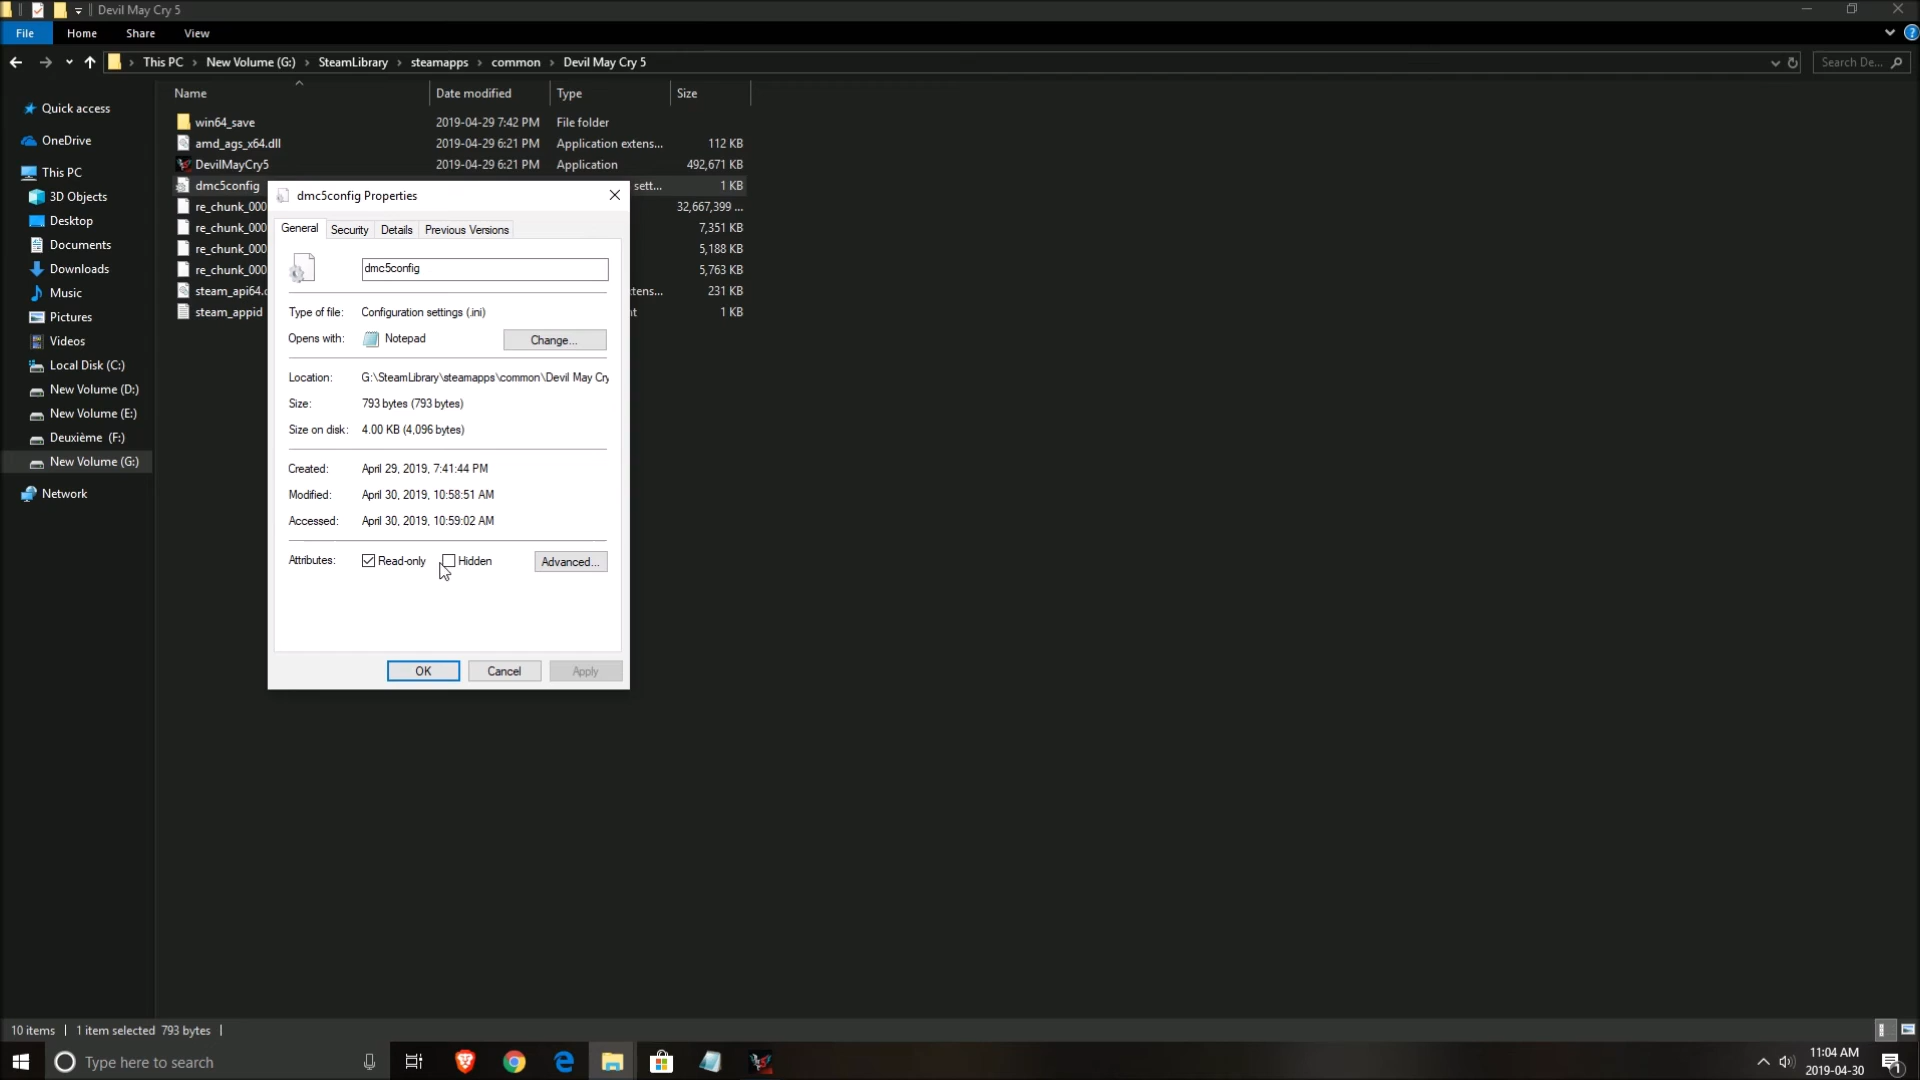 Devil May Cry 5
File Home Share View
This PC New Volume (G:) SteamLibrary steamapps common Devil May Cry 5 Search De...
Name Date modified Type Size
win64_save 2019-04-29 7:42 PM File folder
amd_ags_x64.dll 2019-04-29 6:21 PM Application extens... 112 KB
DevilMayCry5 2019-04-29 6:21 PM Application 492,671 KB
dmc5config sett... 1 KB
re_chunk_000 32,667,399 ...
re_chunk_000 7,351 KB
re_chunk_000 5,188 KB
re_chunk_000 5,763 KB
steam_api64. tens... 231 KB
steam_appid 1 KB
Quick access
OneDrive
This PC
3D Objects
Desktop
Documents
Downloads
Music
Pictures
Videos
Local Disk (C:)
New Volume (D:)
New Volume (E:)
Deuxième (F:)
New Volume (G:)
Network
dmc5config Properties
General Security Details Previous Versions
dmc5config
Type of file: Configuration settings (.ini)
Opens with: Notepad Change...
Location: G:\SteamLibrary\steamapps\common\Devil May Cry
Size: 793 bytes (793 bytes)
Size on disk: 4.00 KB (4,096 bytes)
Created: April 29, 2019, 7:41:44 PM
Modified: April 30, 2019, 10:58:51 AM
Accessed: April 30, 2019, 10:59:02 AM
Attributes: Read-only Hidden Advanced...
OK Cancel Apply
10 items 1 item selected 793 bytes
Type here to search
11:04 AM
2019-04-30
1